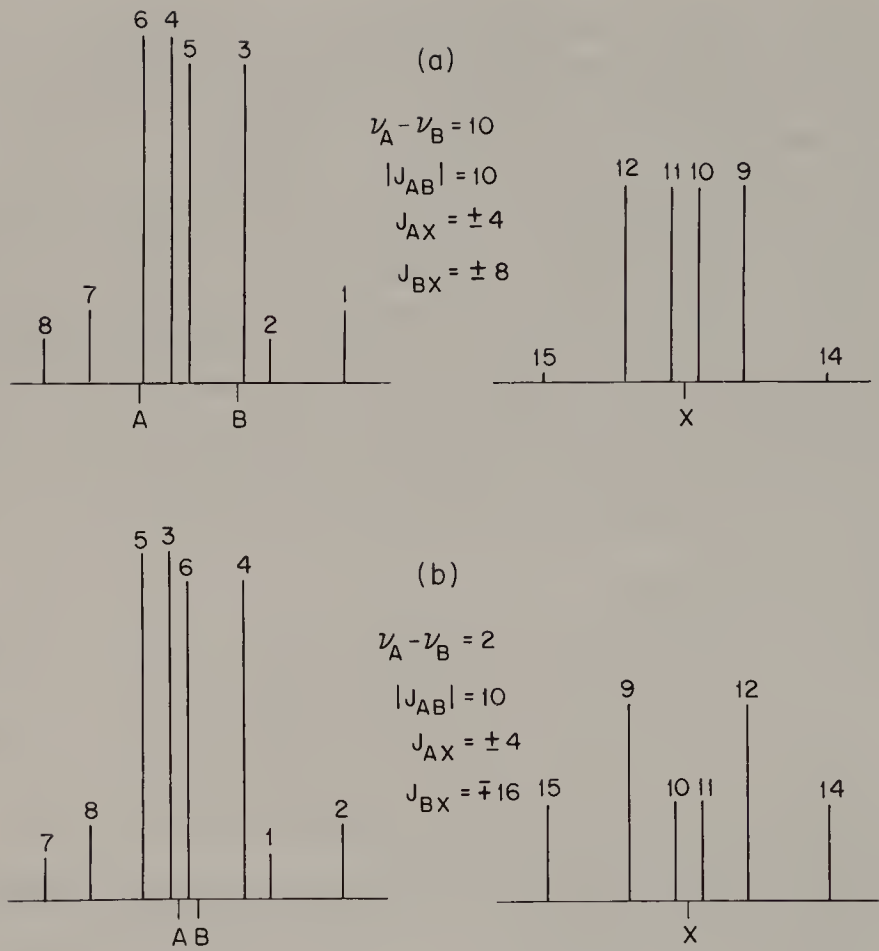 6 4
5 3
(a)
ν_A − ν_B = 10
|J_AB| = 10
J_AX = ± 4
J_BX = ± 8
12 11 10 9
7 1
8 2
15 14
A B X
5 3
6 4
(b)
ν_A − ν_B = 2
|J_AB| = 10
J_AX = ± 4
J_BX = ∓ 16
9 12
15 10 11 14
8 2
7 1
A B X